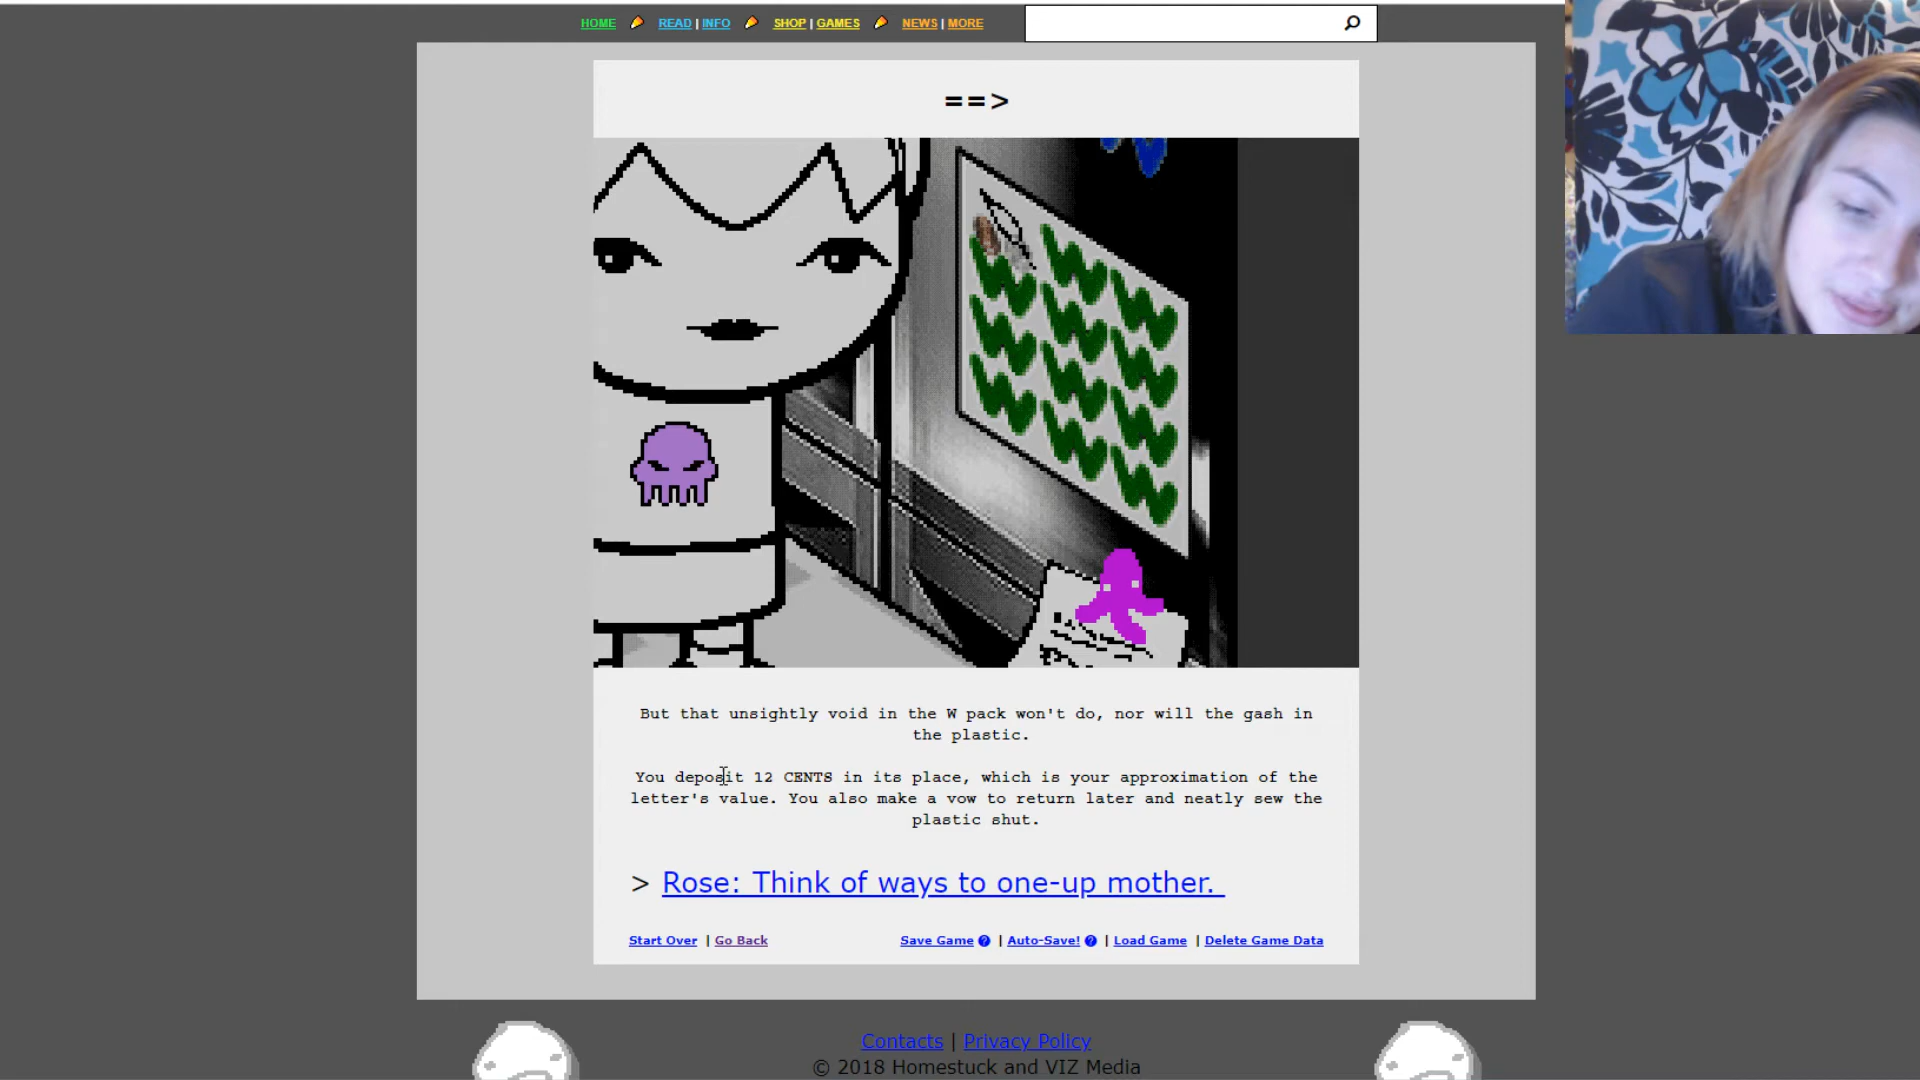 HOME READ | INFO SHOP | GAMES NEWS | MORE
==>
W W W
W W W
W W W
But that unsightly void in the W pack won't do, nor will the gash in
the plastic.
You deposit 12 CENTS in its place, which is your approximation of the
letter's value. You also make a vow to return later and neatly sew the
plastic shut.
> Rose: Think of ways to one-up mother.
Start Over | Go Back Save Game ? | Auto-Save! ? | Load Game | Delete Game Data
Contacts | Privacy Policy
© 2018 Homestuck and VIZ Media